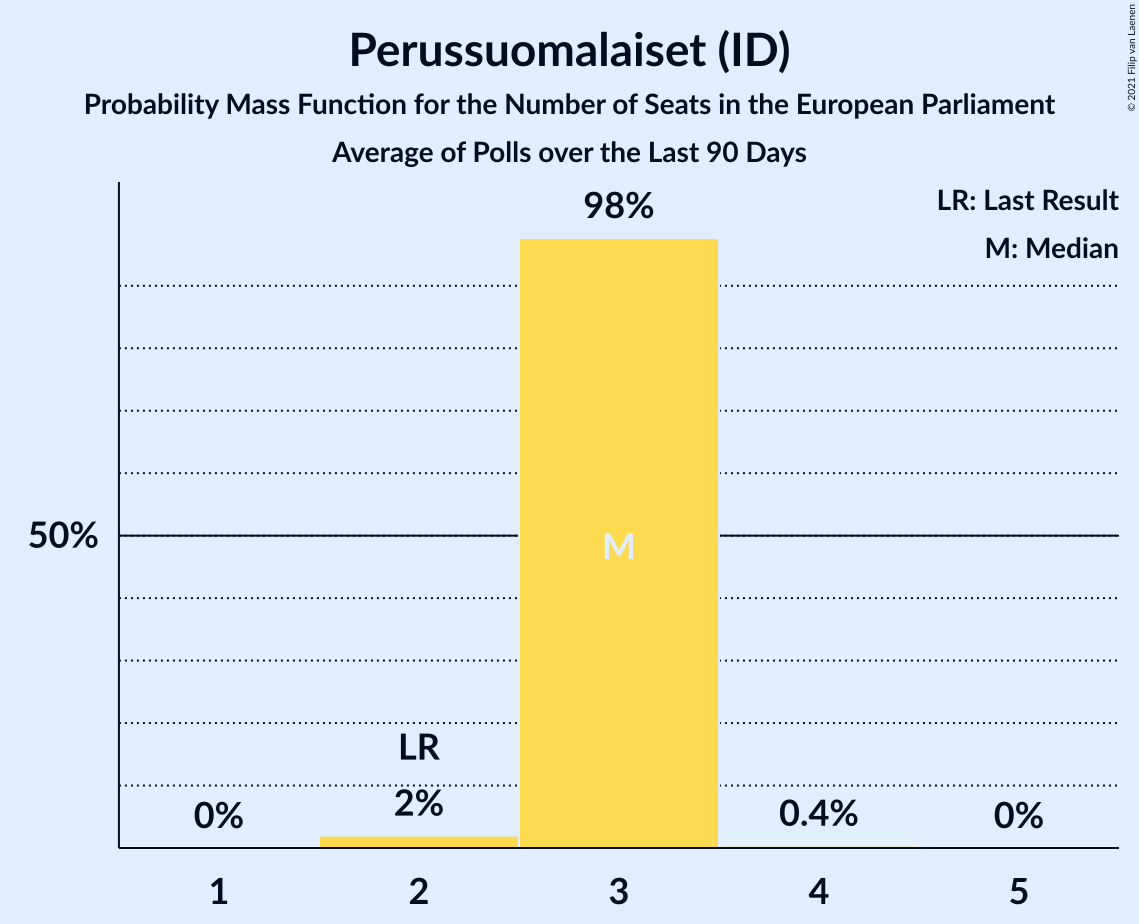 Perussuomalaiset (ID)
Probability Mass Function for the Number of Seats in the European Parliament
Average of Polls over the Last 90 Days
© 2021 Filip van Laenen
LR: Last Result
M: Median
98%
50%
M
LR
0%
2%
0.4%
0%
1 2 3 4 5